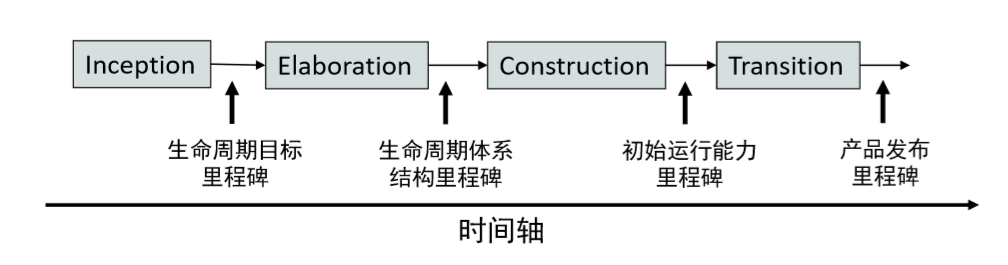 Inception
Elaboration
Construction
Transition
生命周期目标
里程碑
生命周期体系
结构里程碑
初始运行能力
里程碑
产品发布
里程碑
时间轴